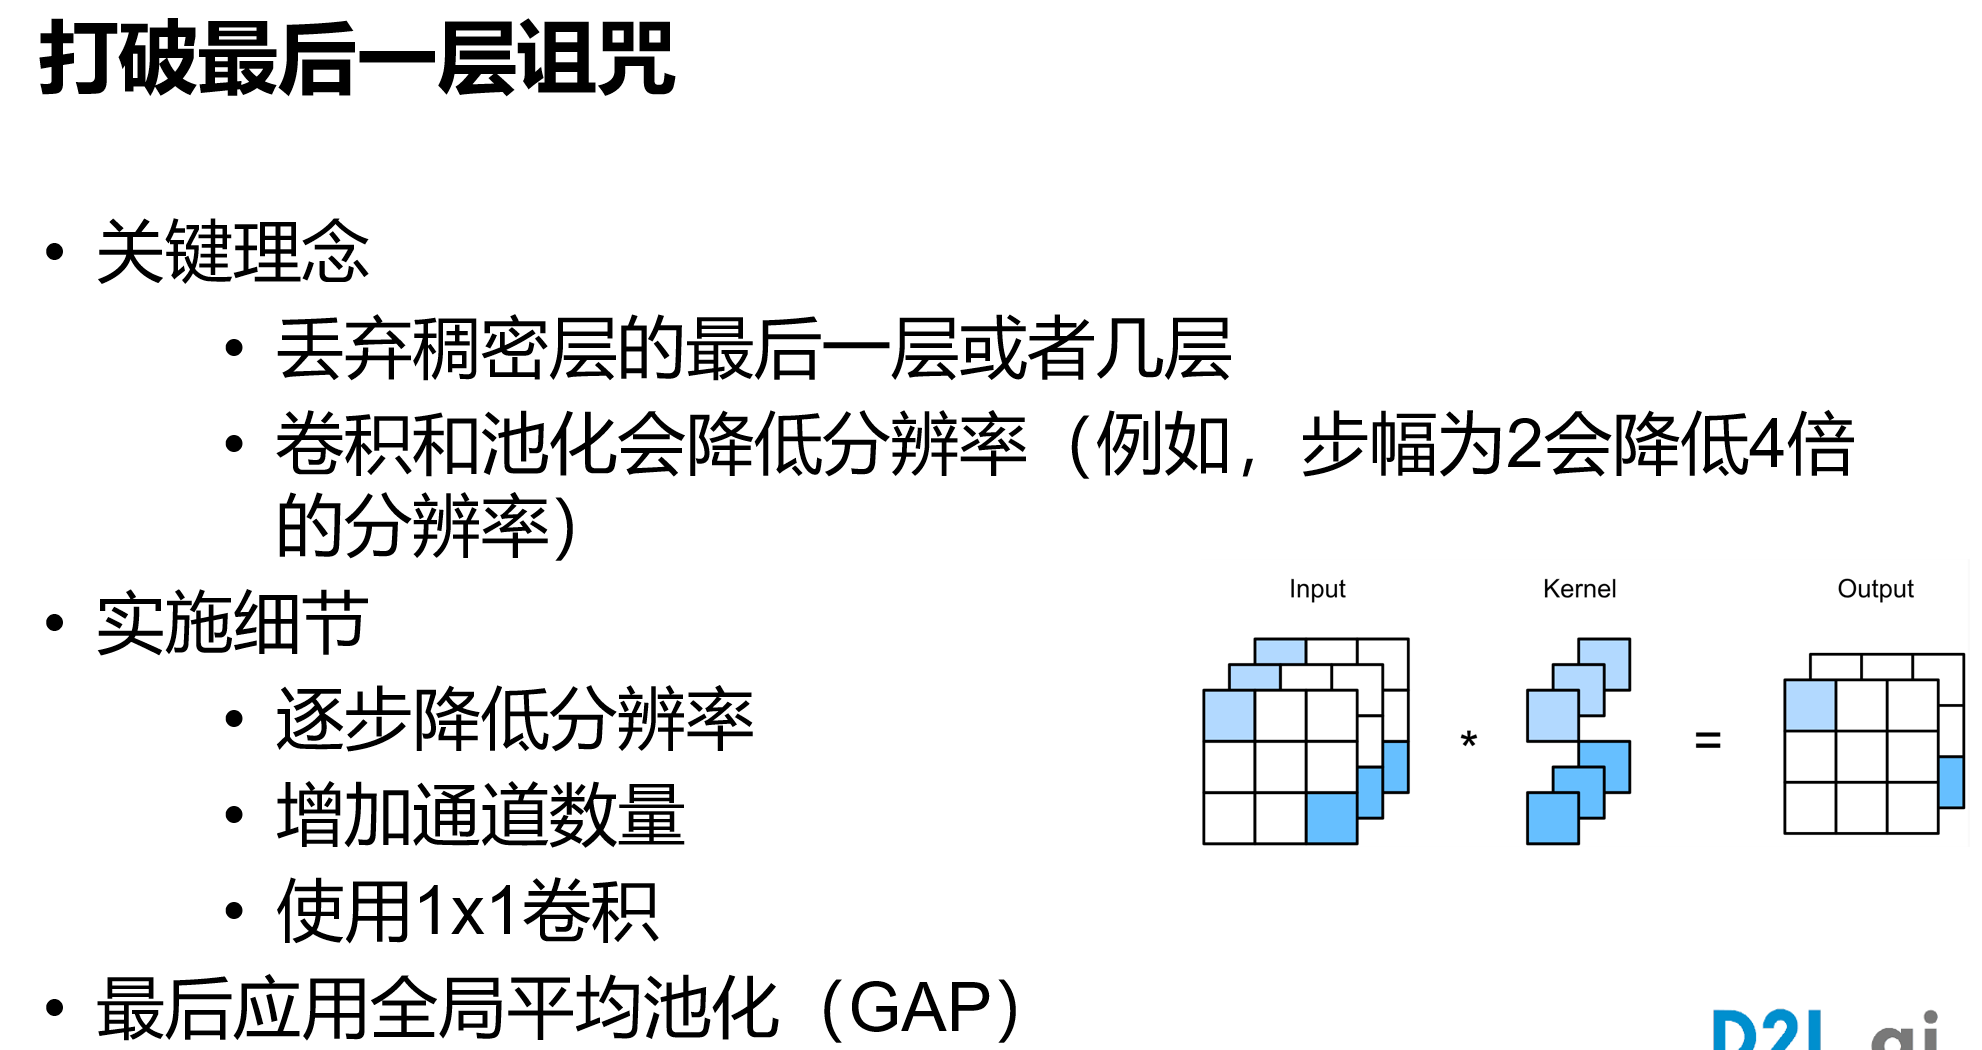 打破最后一层诅咒
• 关键理念
• 丢弃稠密层的最后一层或者几层
• 卷积和池化会降低分辨率（例如，步幅为2会降低4倍
的分辨率）
• 实施细节
• 逐步降低分辨率
• 增加通道数量
• 使用1x1卷积
• 最后应用全局平均池化（GAP）
Input Kernel Output
* =
D2L.ai